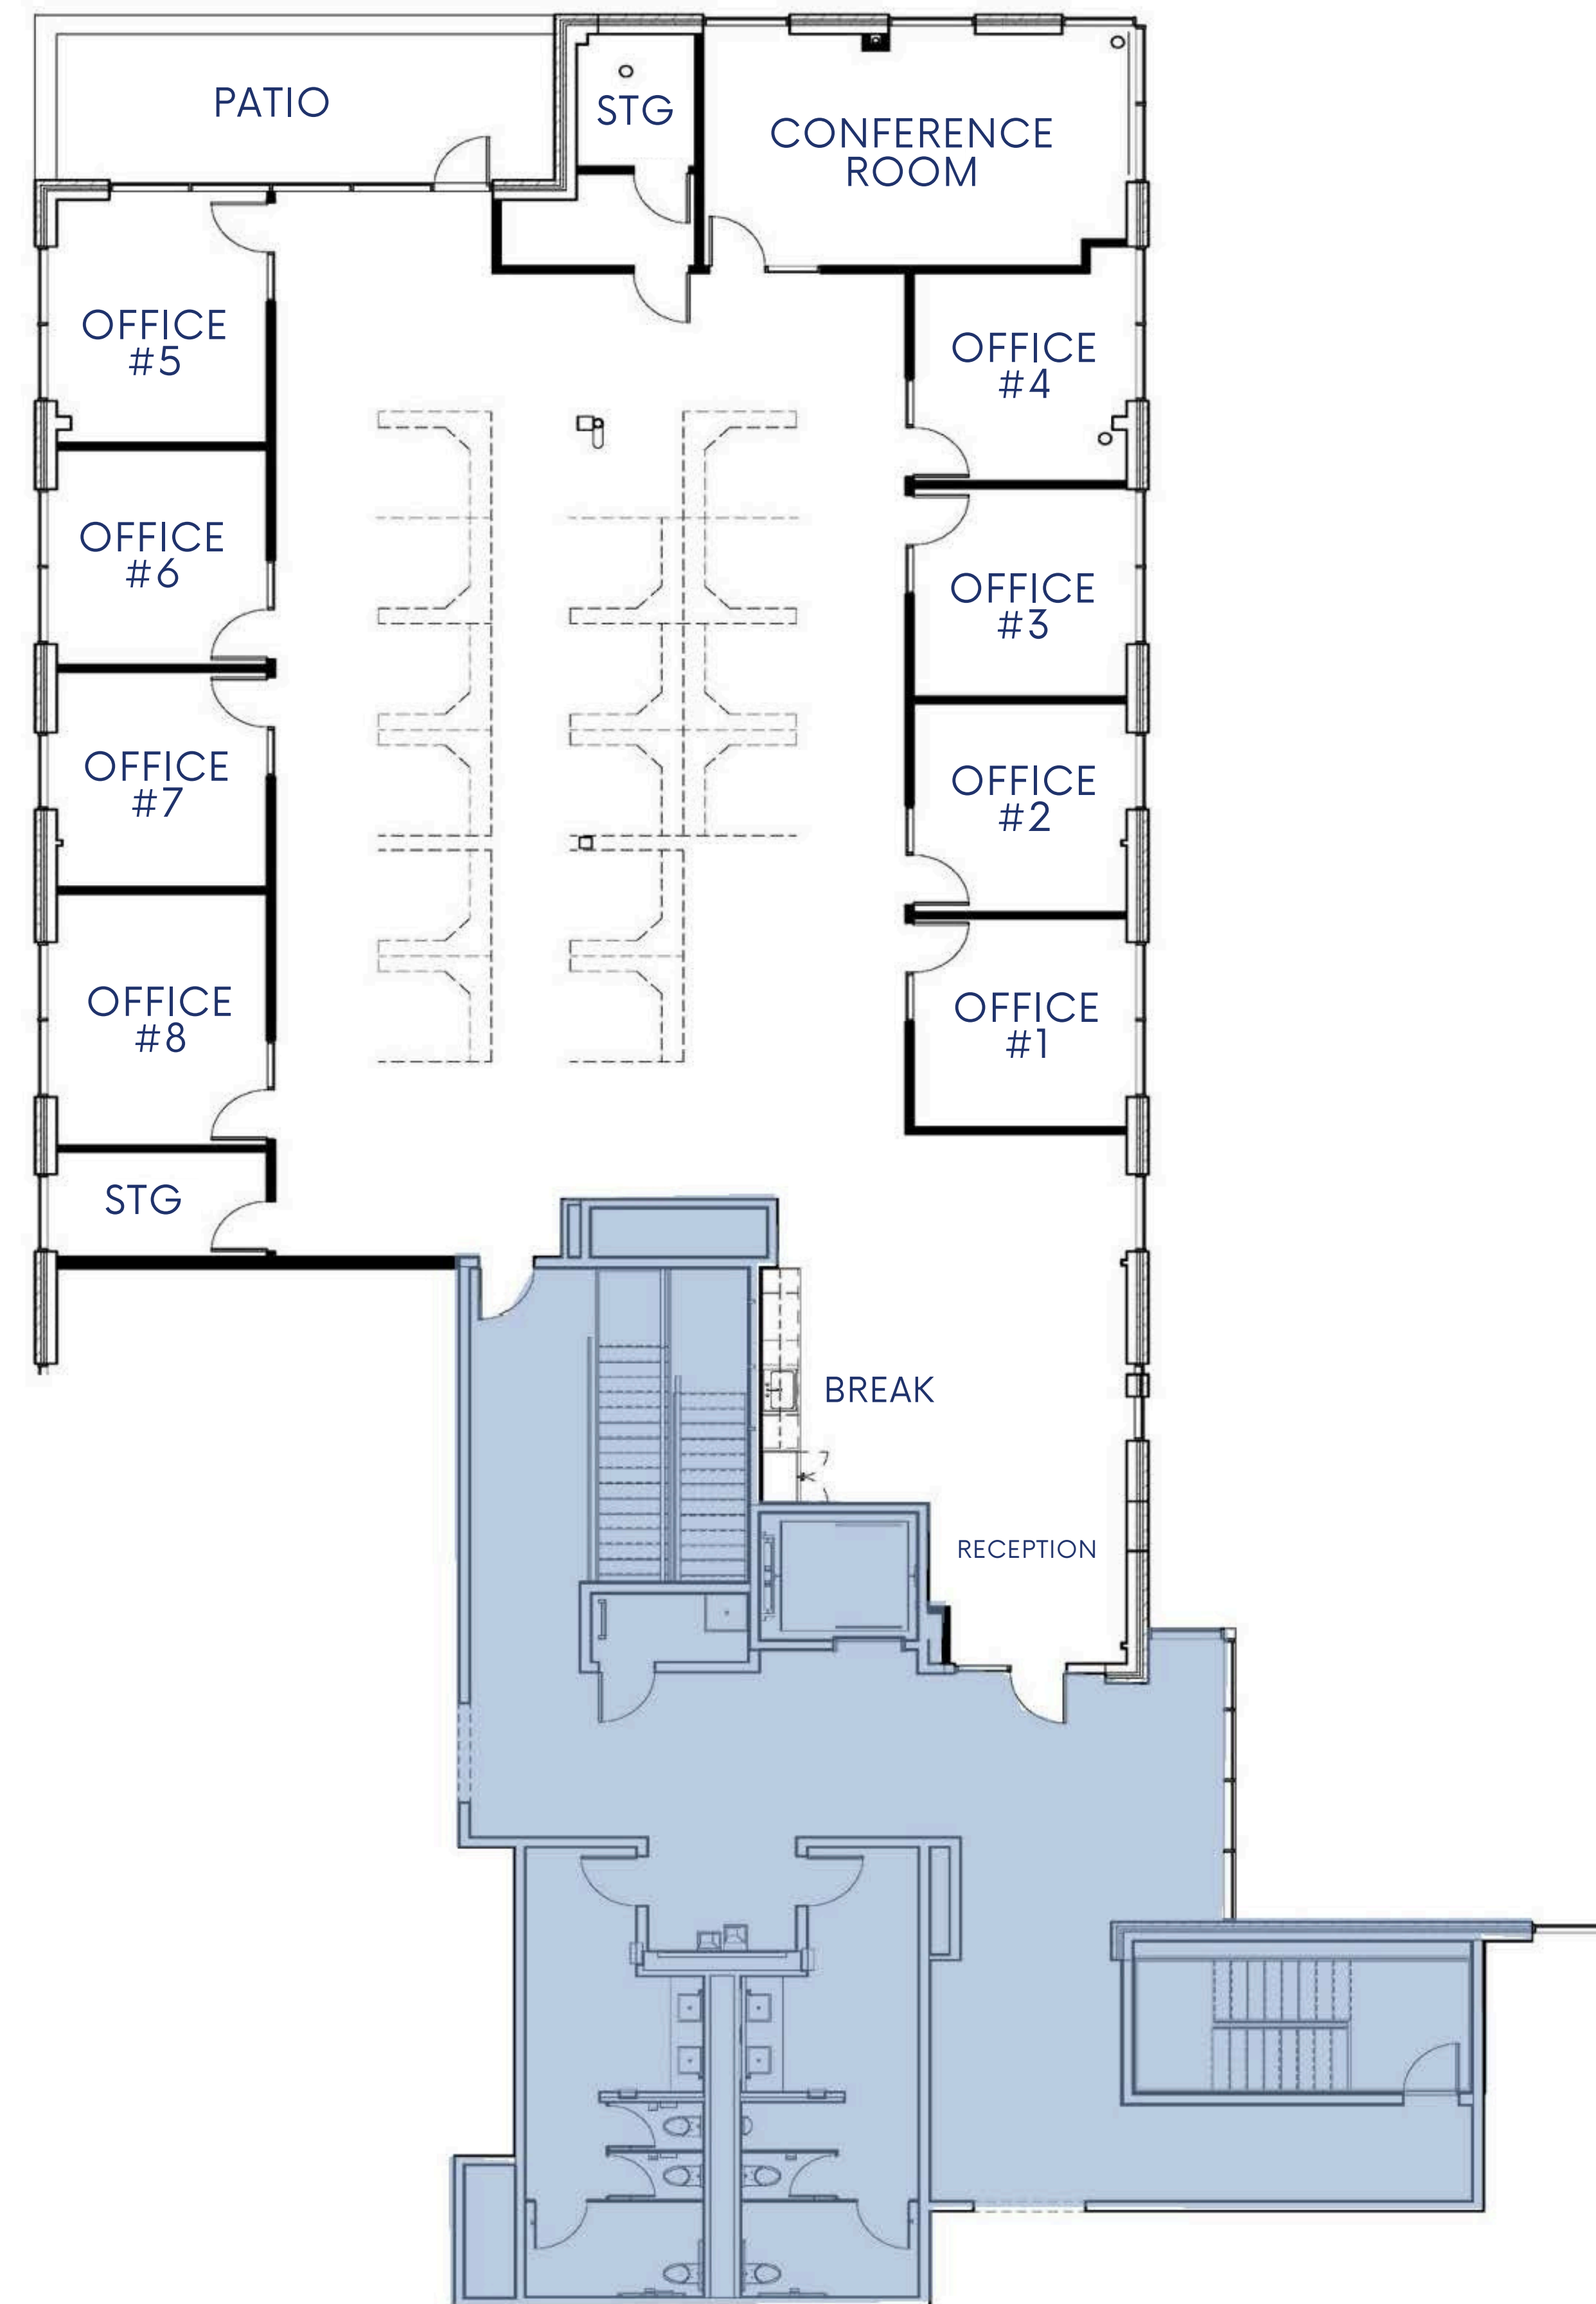 PATIO
STG
CONFERENCE
ROOM
OFFICE
#5
OFFICE
#4
OFFICE
#6
OFFICE
#3
OFFICE
#7
OFFICE
#2
OFFICE
#8
OFFICE
#1
STG
BREAK
RECEPTION